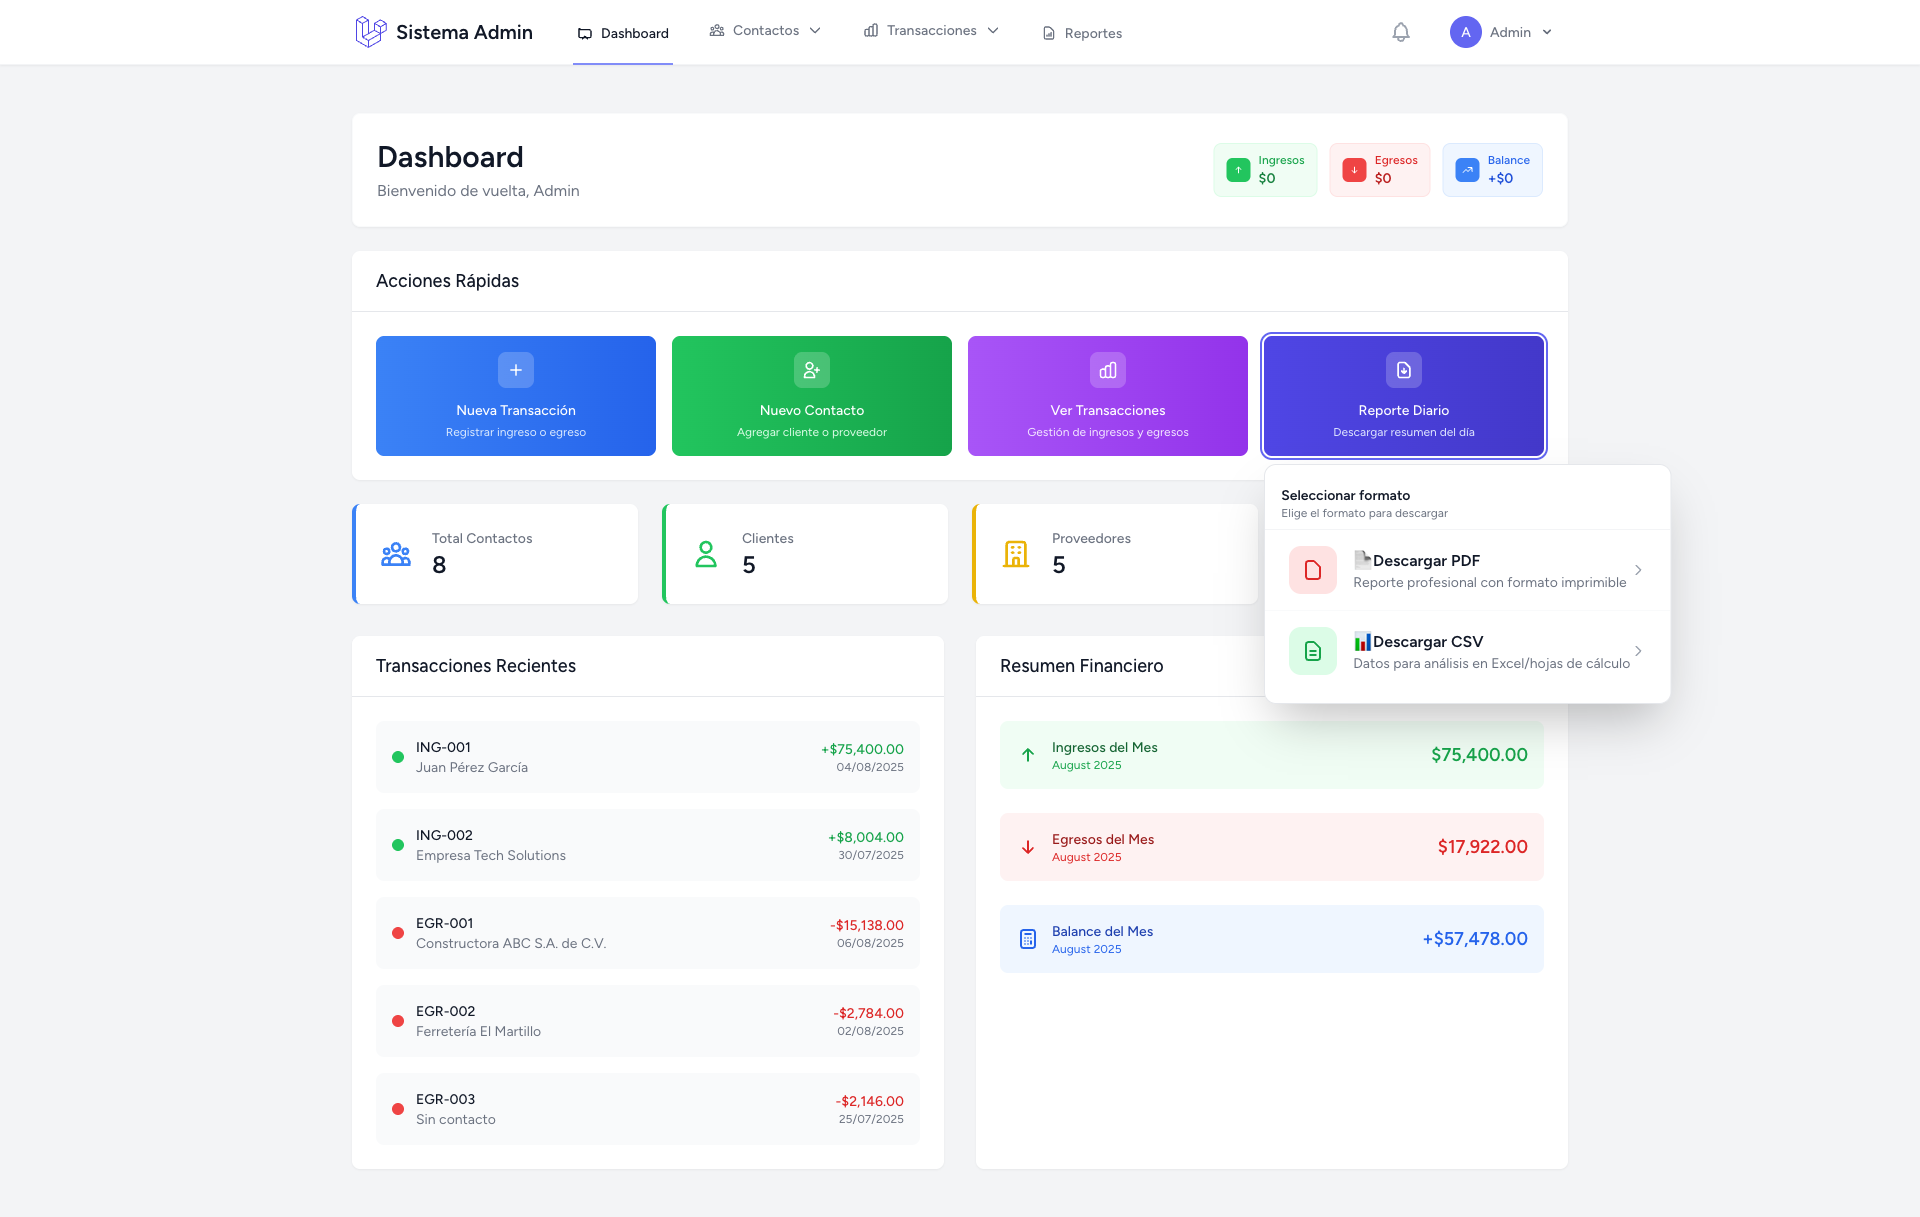 Sistema Admin
Dashboard
Contactos
Transacciones
Reportes
A
Admin
Dashboard
Bienvenido de vuelta, Admin
Ingresos
$0
Egresos
$0
Balance
+$0
Acciones Rápidas
Nueva Transacción
Registrar ingreso o egreso
Nuevo Contacto
Agregar cliente o proveedor
Ver Transacciones
Gestión de ingresos y egresos
Reporte Diario
Descargar resumen del día
Seleccionar formato
Elige el formato para descargar
Descargar PDF
Reporte profesional con formato imprimible
Descargar CSV
Datos para análisis en Excel/hojas de cálculo
Total Contactos
8
Clientes
5
Proveedores
5
Transacciones Recientes
ING-001
Juan Pérez García
+$75,400.00
04/08/2025
ING-002
Empresa Tech Solutions
+$8,004.00
30/07/2025
EGR-001
Constructora ABC S.A. de C.V.
-$15,138.00
06/08/2025
EGR-002
Ferretería El Martillo
-$2,784.00
02/08/2025
EGR-003
Sin contacto
-$2,146.00
25/07/2025
Resumen Financiero
Ingresos del Mes
August 2025
$75,400.00
Egresos del Mes
August 2025
$17,922.00
Balance del Mes
August 2025
+$57,478.00